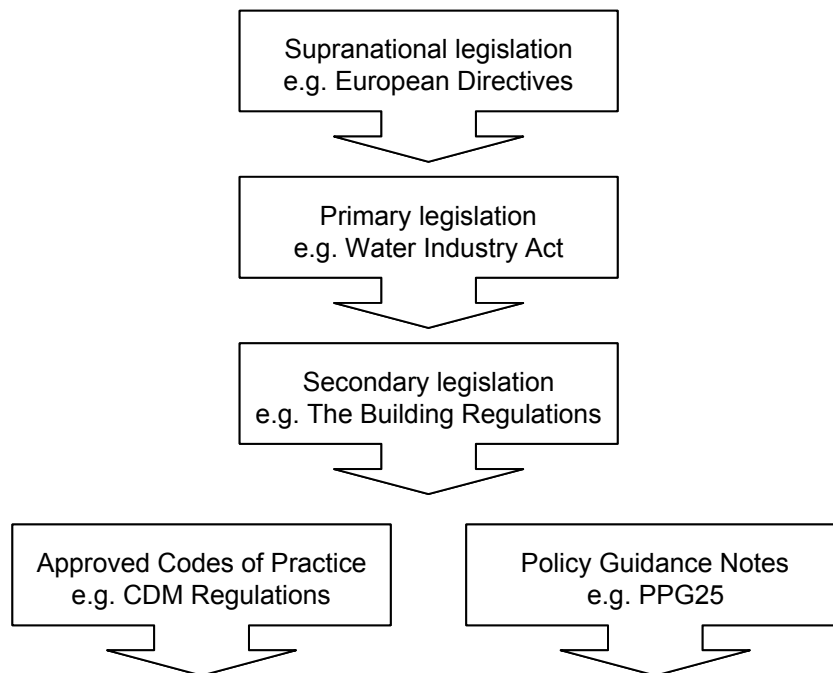 Supranational legislation
e.g. European Directives
Primary legislation
e.g. Water Industry Act
Secondary legislation
e.g. The Building Regulations
Approved Codes of Practice
e.g. CDM Regulations
Policy Guidance Notes
e.g. PPG25